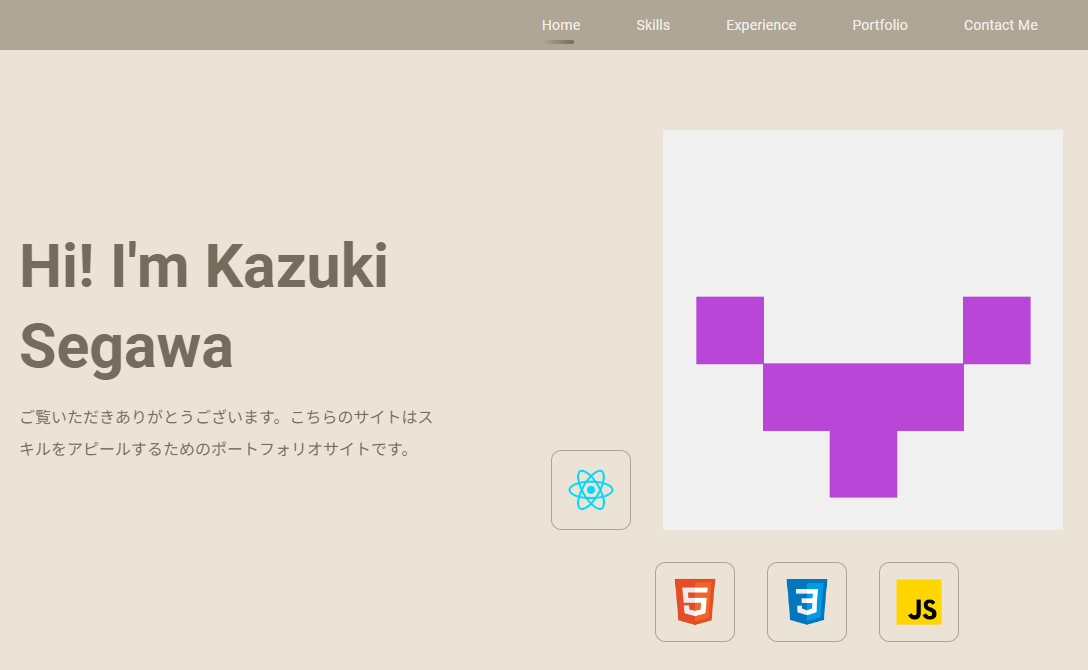 Home Skills Experience Portfolio Contact Me
Hi! I'm Kazuki
Segawa
ご覧いただきありがとうございます。こちらのサイトはス
キルをアピールするためのポートフォリオサイトです。
5 3 JS